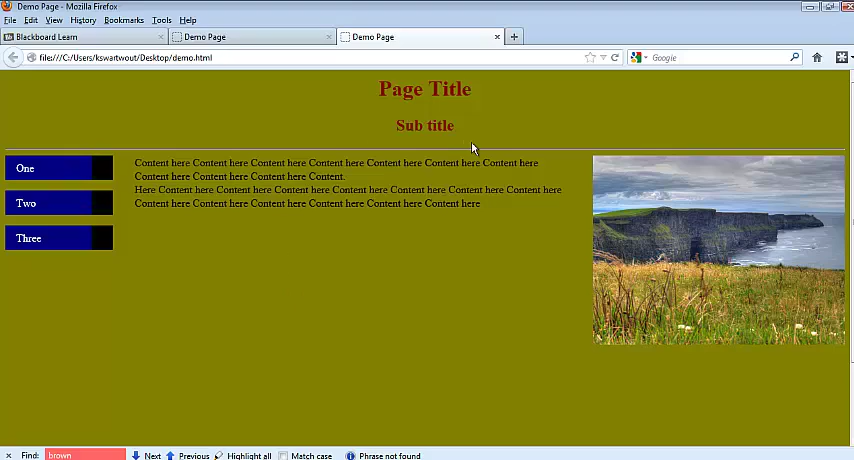 Demo Page - Mozilla Firefox
File Edit View History Bookmarks Tools Help
Blackboard Learn × Demo Page × Demo Page × +
file:///C:/Users/kswartwout/Desktop/demo.html Google
Page Title
Sub title
One
Two
Three
Content here Content here Content here Content here Content here Content here Content here
Content here Content here Content here Content here Content.
Here Content here Content here Content here Content here Content here Content here Content here
Content here Content here Content here Content here Content here Content here
× Find: brown Next Previous Highlight all Match case Phrase not found